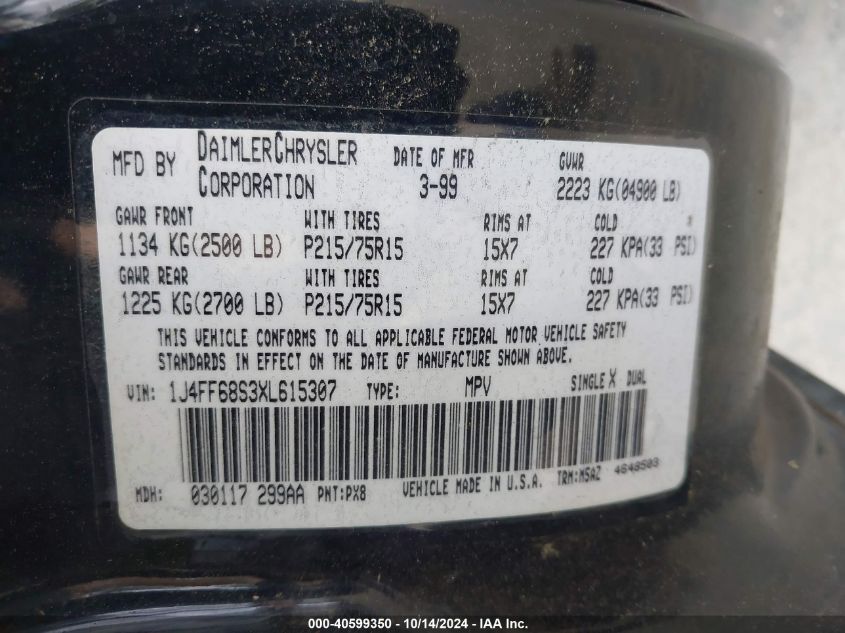 MFD BY DAIMLERCHRYSLER CORPORATION DATE OF MFR 3-99 GVWR 2223 KG(04900 LB)
GAWR FRONT WITH TIRES RIMS AT COLD *
1134 KG(2500 LB) P215/75R15 15X7 227 KPA(33 PSI)
GAWR REAR WITH TIRES RIMS AT COLD
1225 KG(2700 LB) P215/75R15 15X7 227 KPA(33 PSI)
THIS VEHICLE CONFORMS TO ALL APPLICABLE FEDERAL MOTOR VEHICLE SAFETY
STANDARDS IN EFFECT ON THE DATE OF MANUFACTURE SHOWN ABOVE.
VIN: 1J4FF68S3XL615307 TYPE: MPV SINGLE X DUAL
MDH: 030117 299AA PNT:PX8 VEHICLE MADE IN U.S.A. TRM:MSAZ 4648503
000-40599350 - 10/14/2024 - IAA Inc.